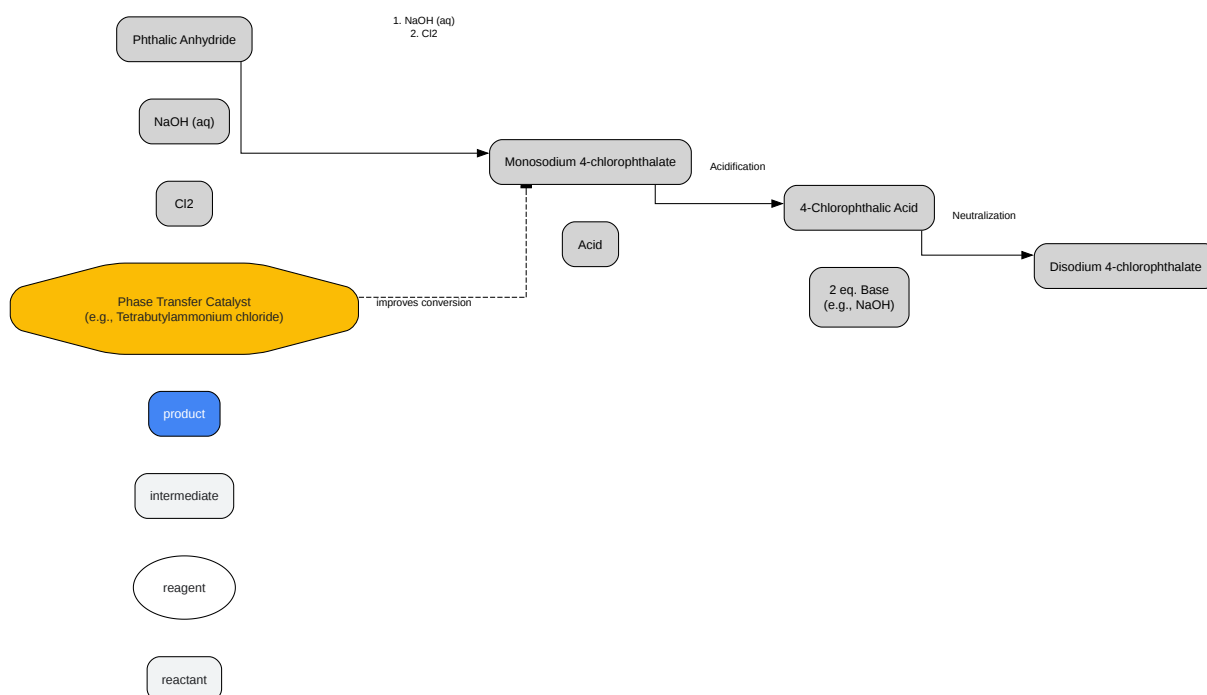 1. NaOH (aq)
2. Cl2
Phthalic Anhydride
NaOH (aq)
Monosodium 4-chlorophthalate
Acidification
Cl2
4-Chlorophthalic Acid
Neutralization
Acid
Disodium 4-chlorophthalate
2 eq. Base
(e.g., NaOH)
Phase Transfer Catalyst
(e.g., Tetrabutylammonium chloride)
improves conversion
product
intermediate
reagent
reactant